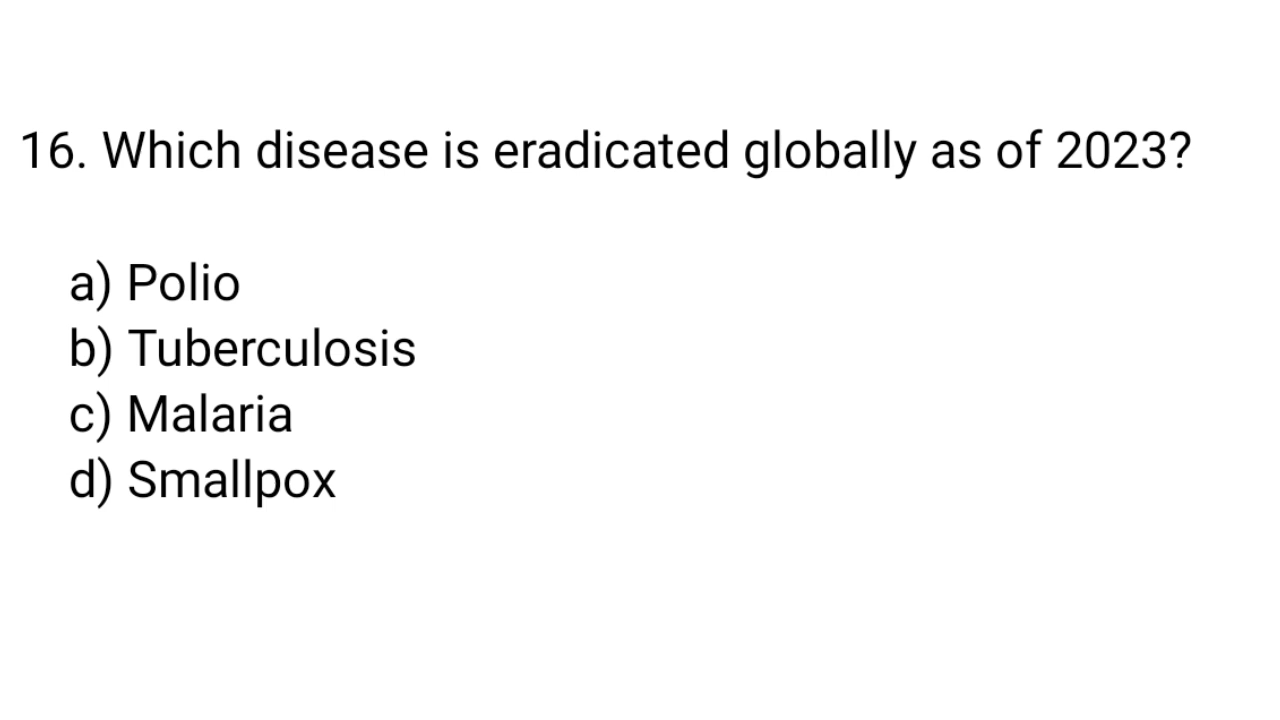 16. Which disease is eradicated globally as of 2023?
a) Polio
b) Tuberculosis
c) Malaria
d) Smallpox